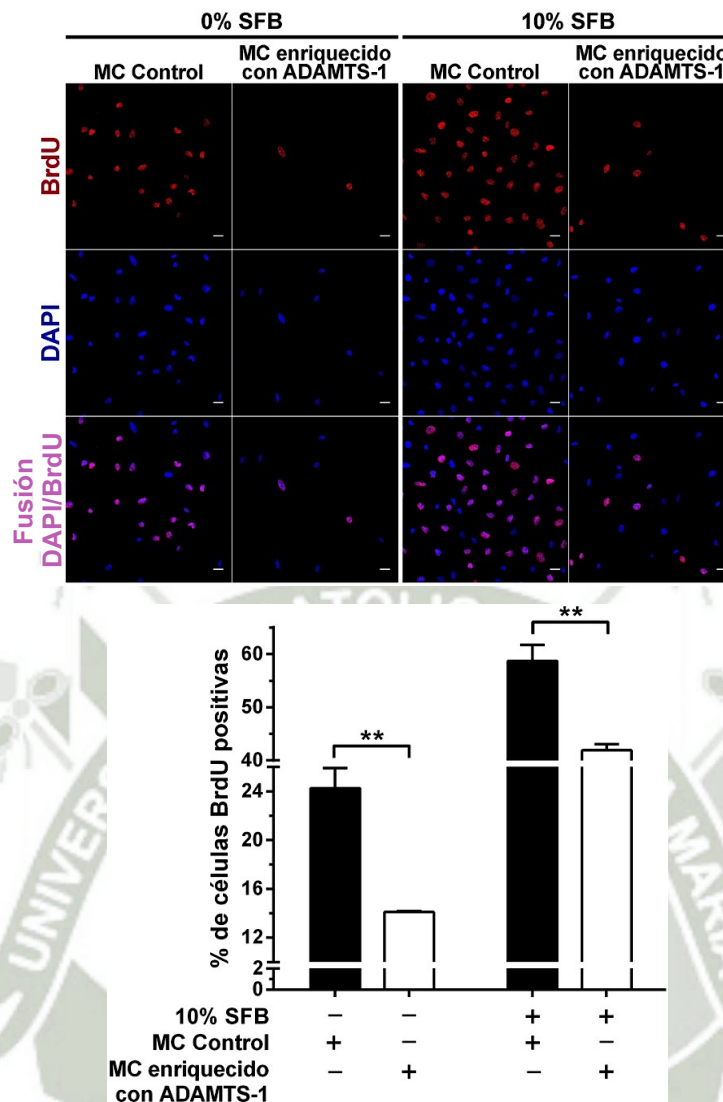 0% SFB
10% SFB
MC Control
MC enriquecido
con ADAMTS-1
MC Control
MC enriquecido
con ADAMTS-1
BrdU
DAPI
Fusión
DAPI/BrdU
% de células BrdU positivas
60
50
40
24
20
16
12
2
0
**
**
10% SFB – – + +
MC Control + – + –
MC enriquecido
con ADAMTS-1 – + – +